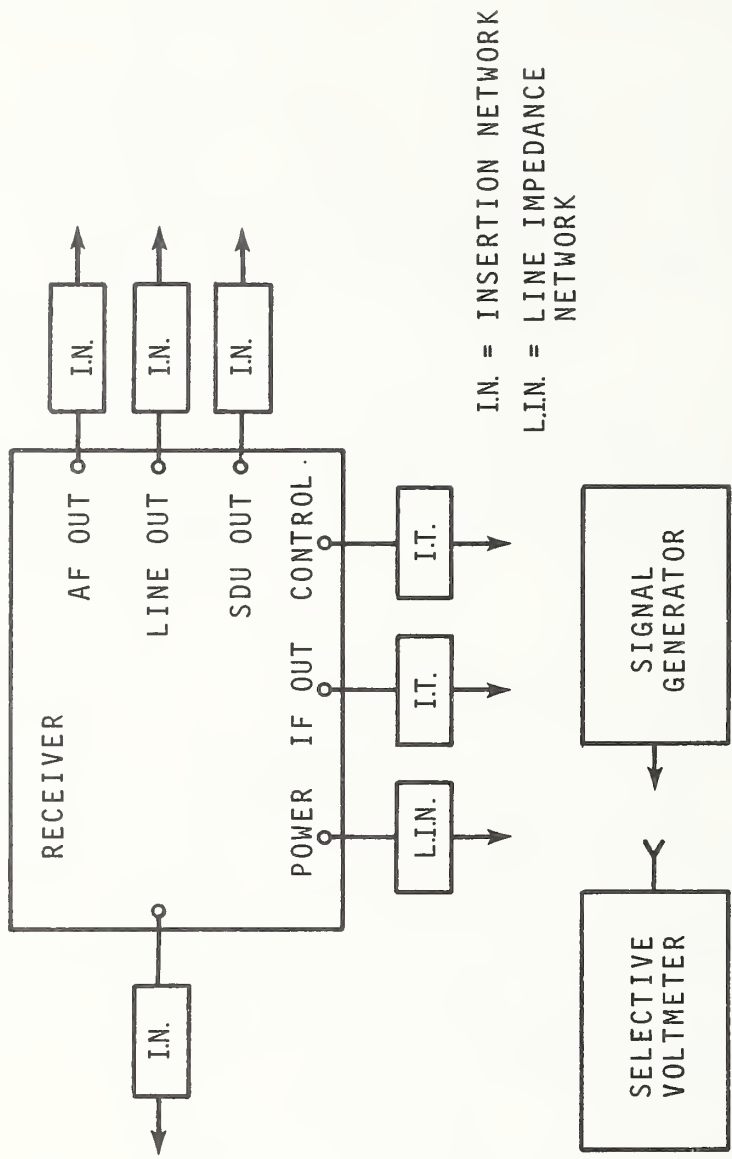 RECEIVER
AF OUT
LINE OUT
SDU OUT
POWER
IF OUT
CONTROL
I.N.
I.N.
I.N.
I.N.
L.I.N.
I.T.
I.T.
I.N. = INSERTION NETWORK
L.I.N. = LINE IMPEDANCE
NETWORK
SELECTIVE
VOLTMETER
SIGNAL
GENERATOR